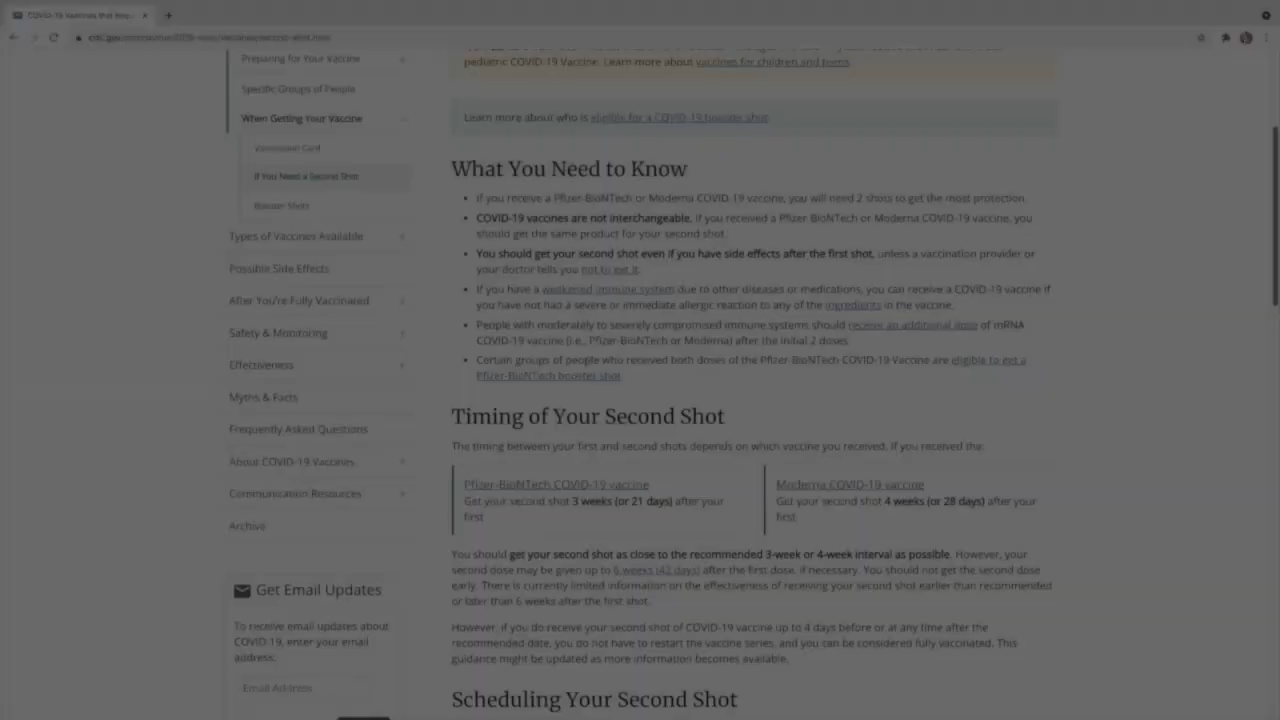 COVID-19 Vaccines that Requ...
Preparing for Your Vaccine
Specific Groups of People
When Getting Your Vaccine
Vaccination Card
If You Need a Second Shot
Booster Shots
Types of Vaccines Available
Possible Side Effects
After You're Fully Vaccinated
Safety & Monitoring
Effectiveness
Myths & Facts
Frequently Asked Questions
About COVID-19 Vaccines
Communication Resources
Archive
Get Email Updates
To receive email updates about
COVID-19, enter your email
address:
Email Address
pediatric COVID-19 Vaccine. Learn more about vaccines for children and teens.
Learn more about who is eligible for a COVID-19 booster shot.
What You Need to Know
If you receive a Pfizer-BioNTech or Moderna COVID-19 vaccine, you will need 2 shots to get the most protection.
COVID-19 vaccines are not interchangeable. If you received a Pfizer-BioNTech or Moderna COVID-19 vaccine, you
should get the same product for your second shot.
You should get your second shot even if you have side effects after the first shot, unless a vaccination provider or
your doctor tells you not to get it.
If you have a weakened immune system due to other diseases or medications, you can receive a COVID-19 vaccine if
you have not had a severe or immediate allergic reaction to any of the ingredients in the vaccine.
People with moderately to severely compromised immune systems should receive an additional dose of mRNA
COVID-19 vaccine (i.e., Pfizer-BioNTech or Moderna) after the initial 2 doses.
Certain groups of people who received both doses of the Pfizer-BioNTech COVID-19 Vaccine are eligible to get a
Pfizer-BioNTech booster shot.
Timing of Your Second Shot
The timing between your first and second shots depends on which vaccine you received. If you received the:
Pfizer-BioNTech COVID-19 vaccine
Get your second shot 3 weeks (or 21 days) after your
first
Moderna COVID-19 vaccine
Get your second shot 4 weeks (or 28 days) after your
first
You should get your second shot as close to the recommended 3-week or 4-week interval as possible. However, your
second dose may be given up to 6 weeks (42 days) after the first dose, if necessary. You should not get the second dose
early. There is currently limited information on the effectiveness of receiving your second shot earlier than recommended
or later than 6 weeks after the first shot.
However, if you do receive your second shot of COVID-19 vaccine up to 4 days before or at any time after the
recommended date, you do not have to restart the vaccine series, and you can be considered fully vaccinated. This
guidance might be updated as more information becomes available.
Scheduling Your Second Shot